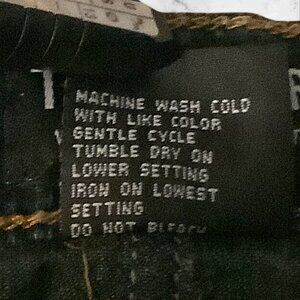 MACHINE WASH COLD
WITH LIKE COLOR
GENTLE CYCLE
TUMBLE DRY ON
LOWER SETTING
IRON ON LOWEST
SETTING
DO NOT BLEACH